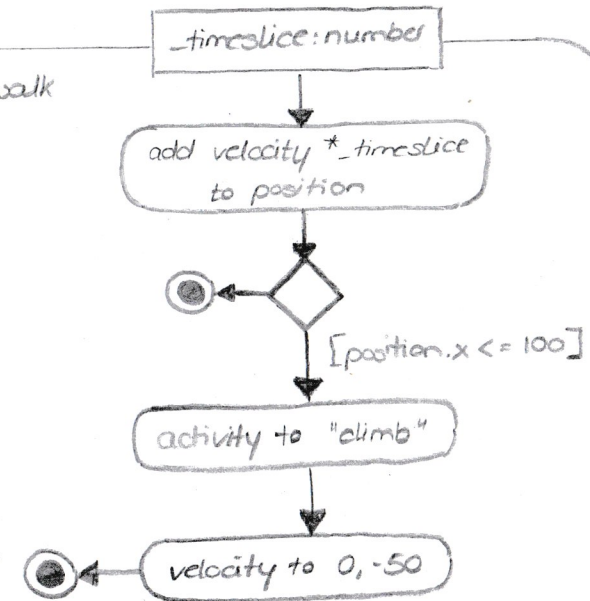 _timeslice: number
walk
add velocity *_timeslice
to position
[position.x <= 100]
activity to "climb"
velocity to 0,-50